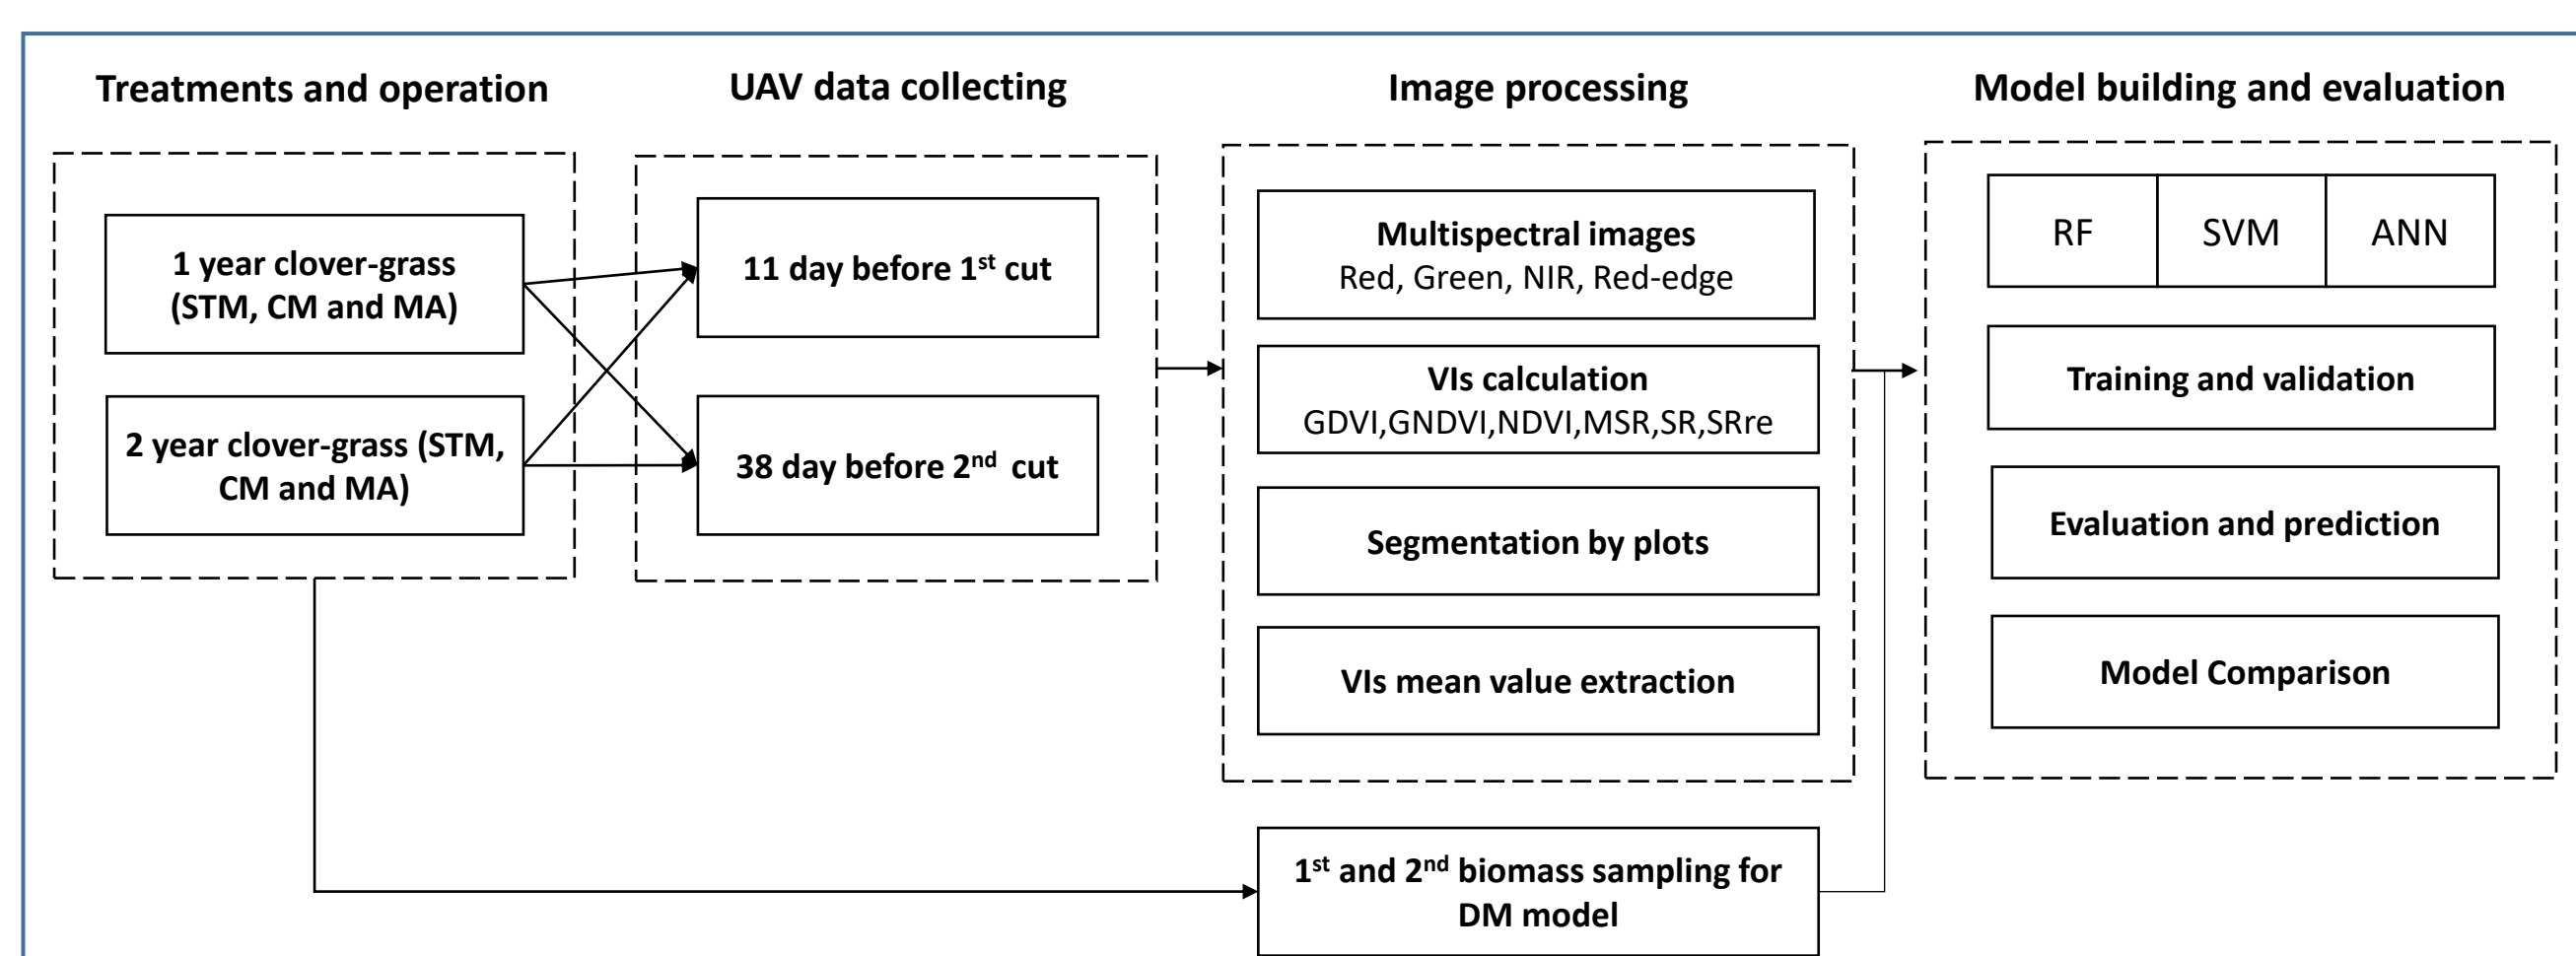 Treatments and operation
1 year clover-grass
(STM, CM and MA)
2 year clover-grass (STM,
CM and MA)
UAV data collecting
11 day before 1st cut
38 day before 2nd cut
Image processing
Multispectral images
Red, Green, NIR, Red-edge
VIs calculation
GDVI,GNDVI,NDVI,MSR,SR,SRre
Segmentation by plots
VIs mean value extraction
1st and 2nd biomass sampling for
DM model
Model building and evaluation
RF
SVM
ANN
Training and validation
Evaluation and prediction
Model Comparison